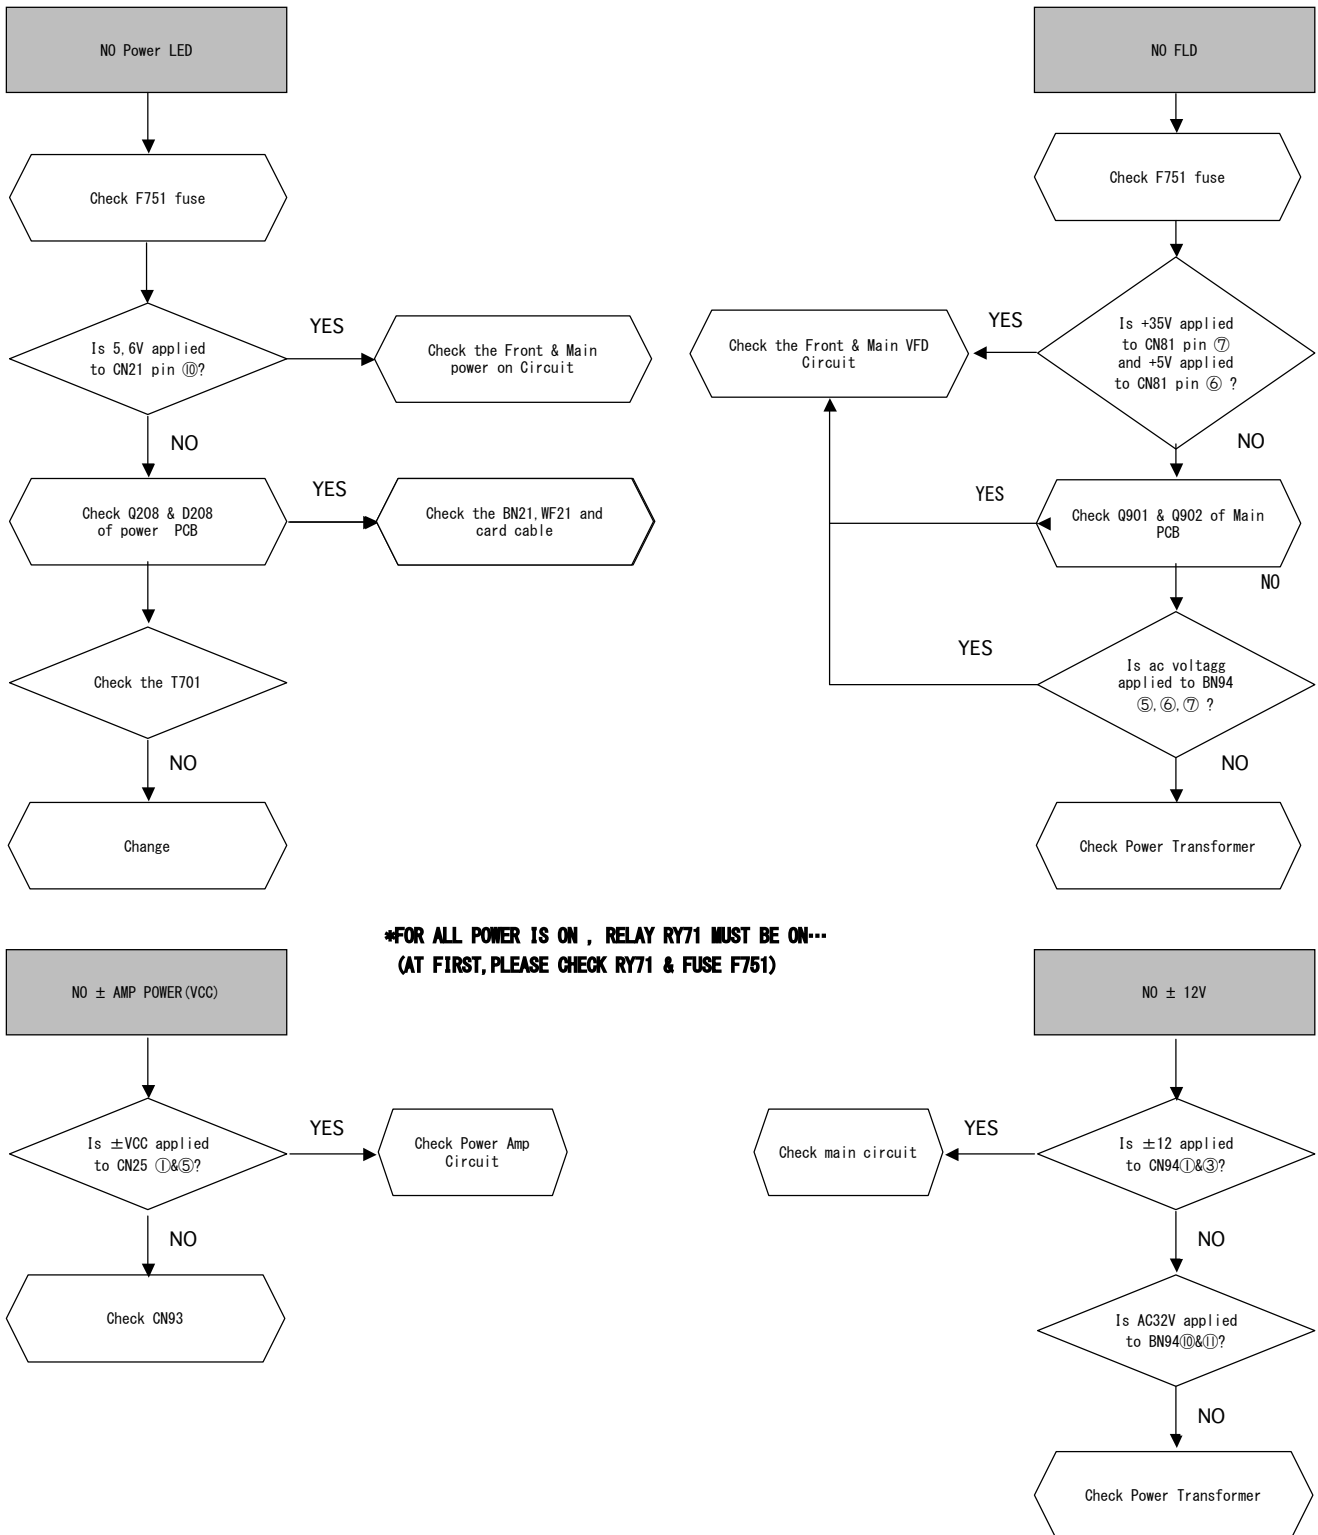 NO Power LED
Check F751 fuse
Is 5,6V applied
to CN21 pin ⑩?
YES
Check the Front & Main
power on Circuit
NO
Check Q208 & D208
of power PCB
YES
Check the BN21,WF21 and
card cable
Check the T701
NO
Change
NO FLD
Check F751 fuse
Is +35V applied
to CN81 pin ⑦
and +5V applied
to CN81 pin ⑥ ?
YES
Check the Front & Main VFD
Circuit
NO
Check Q901 & Q902 of Main
PCB
YES
NO
Is ac voltagg
applied to BN94
⑤,⑥,⑦ ?
YES
NO
Check Power Transformer
*FOR ALL POWER IS ON , RELAY RY71 MUST BE ON…
(AT FIRST,PLEASE CHECK RY71 & FUSE F751)
NO ± AMP POWER(VCC)
Is ±VCC applied
to CN25 ①&⑤?
YES
Check Power Amp
Circuit
NO
Check CN93
NO ± 12V
Is ±12 applied
to CN94①&③?
YES
Check main circuit
NO
Is AC32V applied
to BN94⑩&⑪?
NO
Check Power Transformer